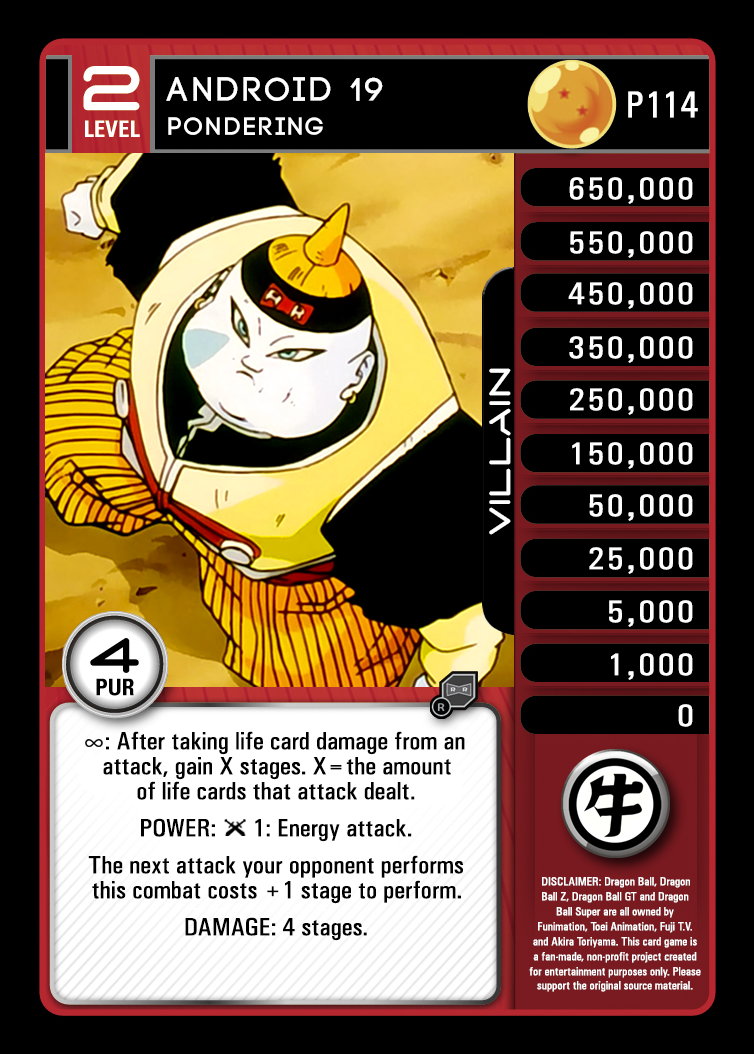 2
LEVEL
ANDROID 19
PONDERING
P114
650,000
550,000
450,000
350,000
250,000
150,000
50,000
25,000
5,000
1,000
0
VILLAIN
4
PUR
R R
R
∞: After taking life card damage from an
attack, gain X stages. X = the amount
of life cards that attack dealt.
POWER: 1: Energy attack.
The next attack your opponent performs
this combat costs +1 stage to perform.
DAMAGE: 4 stages.
牛
DISCLAIMER: Dragon Ball, Dragon
Ball Z, Dragon Ball GT and Dragon
Ball Super are all owned by
Funimation, Toei Animation, Fuji T.V.
and Akira Toriyama. This card game is
a fan-made, non-profit project created
for entertainment purposes only. Please
support the original source material.